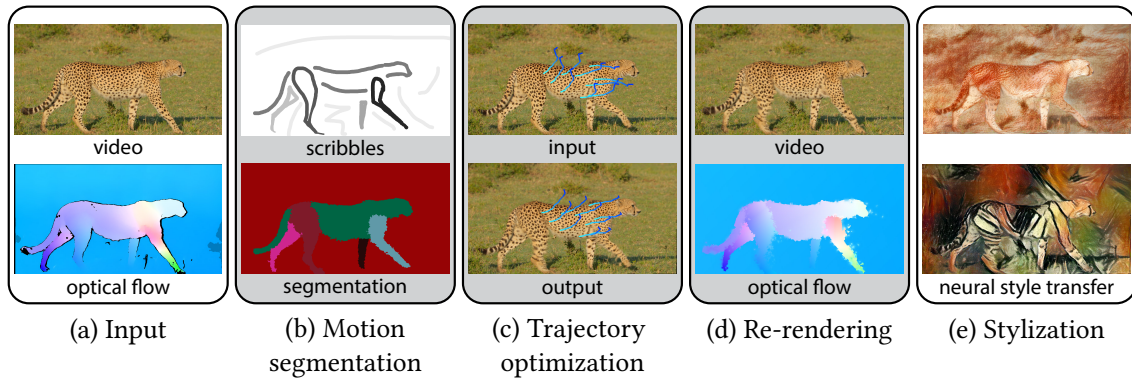 video
optical flow
(a) Input
scribbles
segmentation
(b) Motion
segmentation
input
output
(c) Trajectory
optimization
video
optical flow
(d) Re-rendering
neural style transfer
(e) Stylization